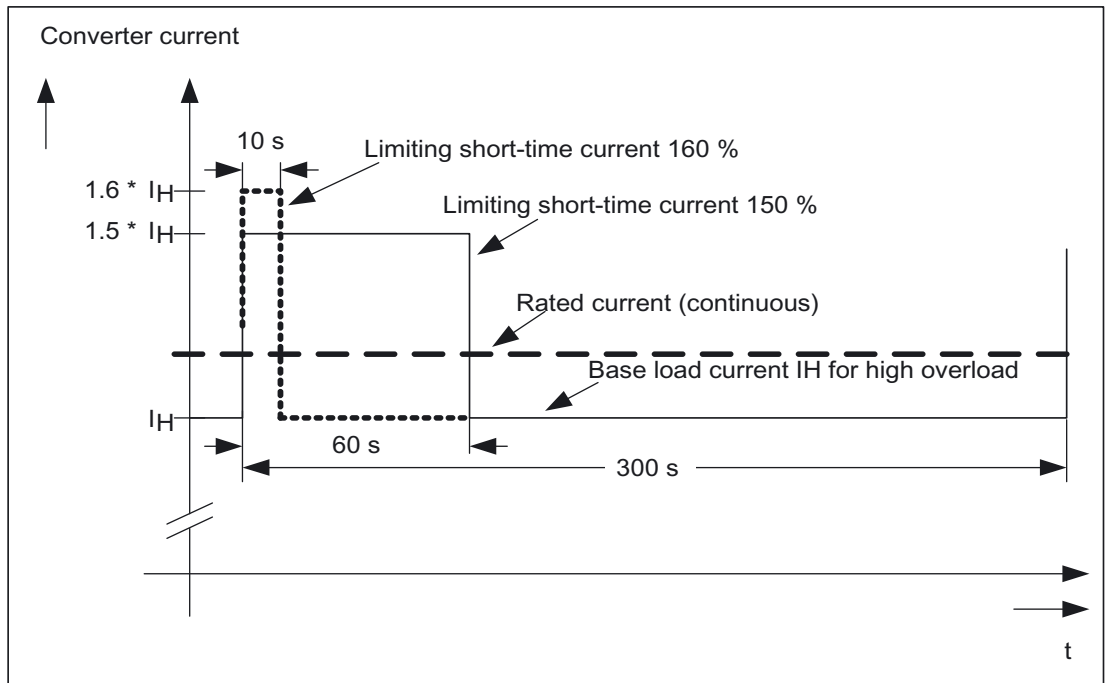 Converter current
10 s
Limiting short-time current 160 %
1.6 * IH
Limiting short-time current 150 %
1.5 * IH
Rated current (continuous)
Base load current IH for high overload
IH
60 s
300 s
t